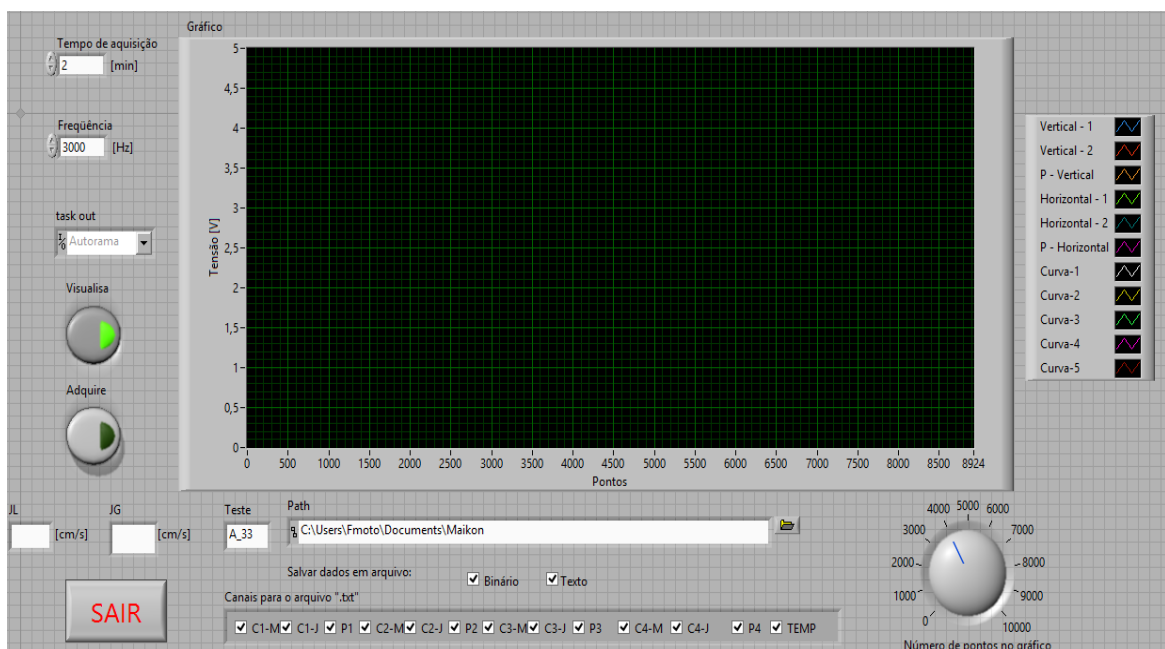 Gráfico
Tempo de aquisição
2 [min]
Freqüência
3000 [Hz]
task out
Autorama
Visualisa
Adquire
Tensão [V]
5
4,5
4
3,5
3
2,5
2
1,5
1
0,5
0
0 500 1000 1500 2000 2500 3000 3500 4000 4500 5000 5500 6000 6500 7000 7500 8000 8500 8924
Pontos
Vertical - 1
Vertical - 2
P - Vertical
Horizontal - 1
Horizontal - 2
P - Horizontal
Curva-1
Curva-2
Curva-3
Curva-4
Curva-5
JL
[cm/s]
JG
[cm/s]
Teste
A_33
Path
C:\Users\Fmoto\Documents\Maikon
Salvar dados em arquivo:
Binário Texto
Canais para o arquivo ".txt"
C1-M C1-J P1 C2-M C2-J P2 C3-M C3-J P3 C4-M C4-J P4 TEMP
SAIR
0 1000 2000 3000 4000 5000 6000 7000 8000 9000 10000
Número de pontos no gráfico